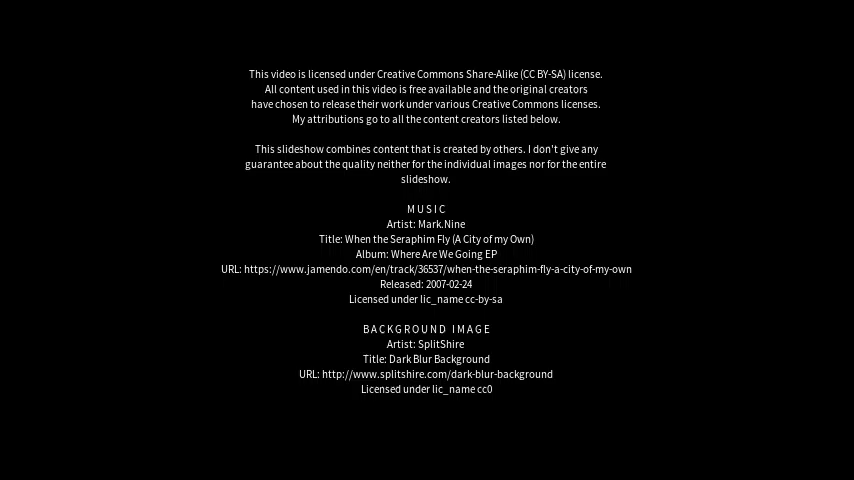 This video is licensed under Creative Commons Share-Alike (CC BY-SA) license.
All content used in this video is free available and the original creators
have chosen to release their work under various Creative Commons licenses.
My attributions go to all the content creators listed below.
This slideshow combines content that is created by others. I don't give any
guarantee about the quality neither for the individual images nor for the entire
slideshow.
MUSIC
Artist: Mark.Nine
Title: When the Seraphim Fly (A City of my Own)
Album: Where Are We Going EP
URL: https://www.jamendo.com/en/track/36537/when-the-seraphim-fly-a-city-of-my-own
Released: 2007-02-24
Licensed under lic_name cc-by-sa
BACKGROUND IMAGE
Artist: SplitShire
Title: Dark Blur Background
URL: http://www.splitshire.com/dark-blur-background
Licensed under lic_name cc0